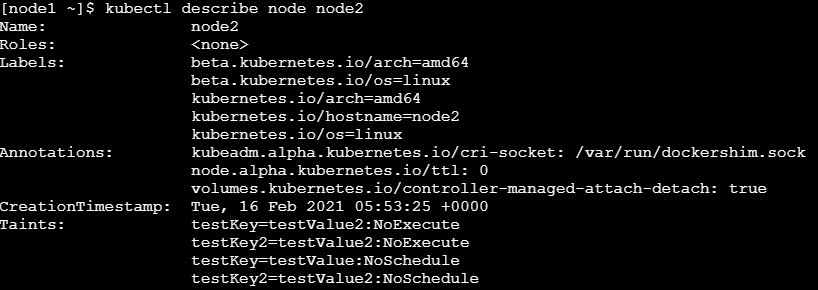 [node1 ~]$ kubectl describe node node2
Name:               node2
Roles:              <none>
Labels:             beta.kubernetes.io/arch=amd64
                    beta.kubernetes.io/os=linux
                    kubernetes.io/arch=amd64
                    kubernetes.io/hostname=node2
                    kubernetes.io/os=linux
Annotations:        kubeadm.alpha.kubernetes.io/cri-socket: /var/run/dockershim.sock
                    node.alpha.kubernetes.io/ttl: 0
                    volumes.kubernetes.io/controller-managed-attach-detach: true
CreationTimestamp:  Tue, 16 Feb 2021 05:53:25 +0000
Taints:             testKey=testValue2:NoExecute
                    testKey2=testValue2:NoExecute
                    testKey=testValue:NoSchedule
                    testKey2=testValue2:NoSchedule